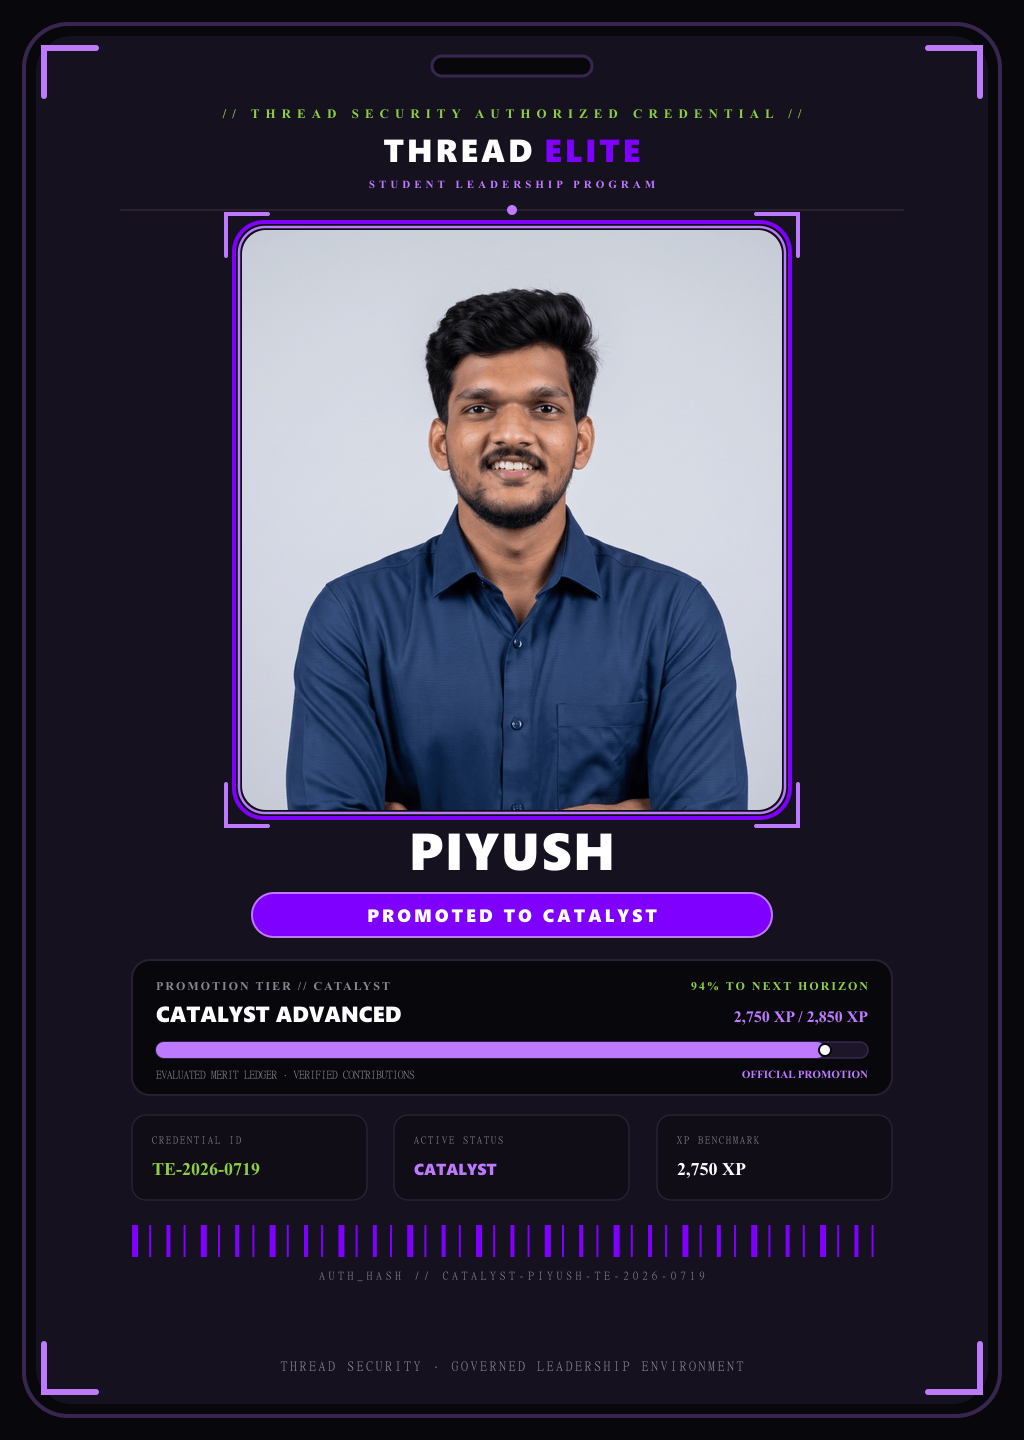 // THREAD SECURITY AUTHORIZED CREDENTIAL //
THREAD ELITE
STUDENT LEADERSHIP PROGRAM
PIYUSH
PROMOTED TO CATALYST
PROMOTION TIER // CATALYST
94% TO NEXT HORIZON
CATALYST ADVANCED
2,750 XP / 2,850 XP
EVALUATED MERIT LEDGER · VERIFIED CONTRIBUTIONS
OFFICIAL PROMOTION
CREDENTIAL ID
TE-2026-0719
ACTIVE STATUS
CATALYST
XP BENCHMARK
2,750 XP
AUTH_HASH // CATALYST-PIYUSH-TE-2026-0719
THREAD SECURITY · GOVERNED LEADERSHIP ENVIRONMENT